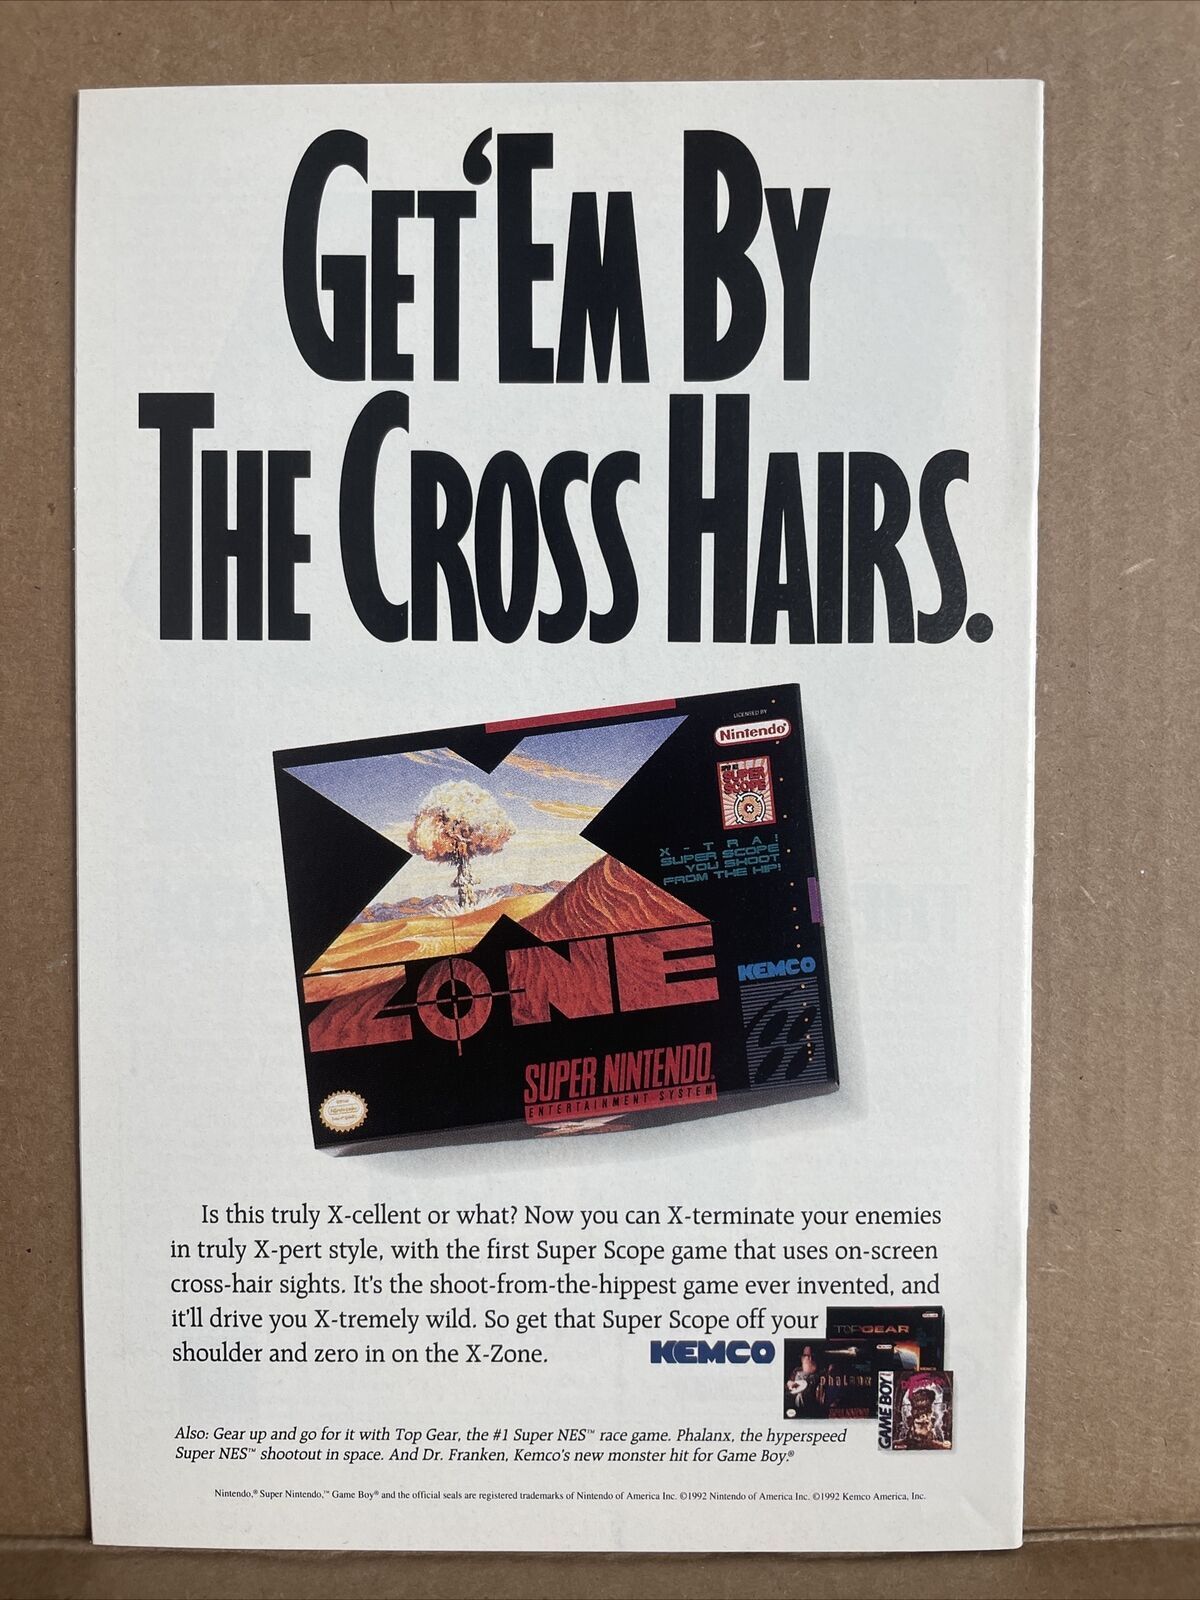 GET 'EM BY
THE CROSS HAIRS.
LICENSED BY
Nintendo
SUPER
SCOPE
X-TRA!
SUPER SCOPE
YOU SHOOT
FROM THE HIP!
X
ZONE
KEMCO
SUPER NINTENDO
ENTERTAINMENT SYSTEM
Is this truly X-cellent or what? Now you can X-terminate your enemies
in truly X-pert style, with the first Super Scope game that uses on-screen
cross-hair sights. It's the shoot-from-the-hippest game ever invented, and
it'll drive you X-tremely wild. So get that Super Scope off your
shoulder and zero in on the X-Zone.
KEMCO
TOP GEAR
phalanx
GAME BOY
Also: Gear up and go for it with Top Gear, the #1 Super NES™ race game. Phalanx, the hyperspeed
Super NES™ shootout in space. And Dr. Franken, Kemco's new monster hit for Game Boy.®
Nintendo,® Super Nintendo,™ Game Boy® and the official seals are registered trademarks of Nintendo of America Inc. ©1992 Nintendo of America Inc. ©1992 Kemco America, Inc.